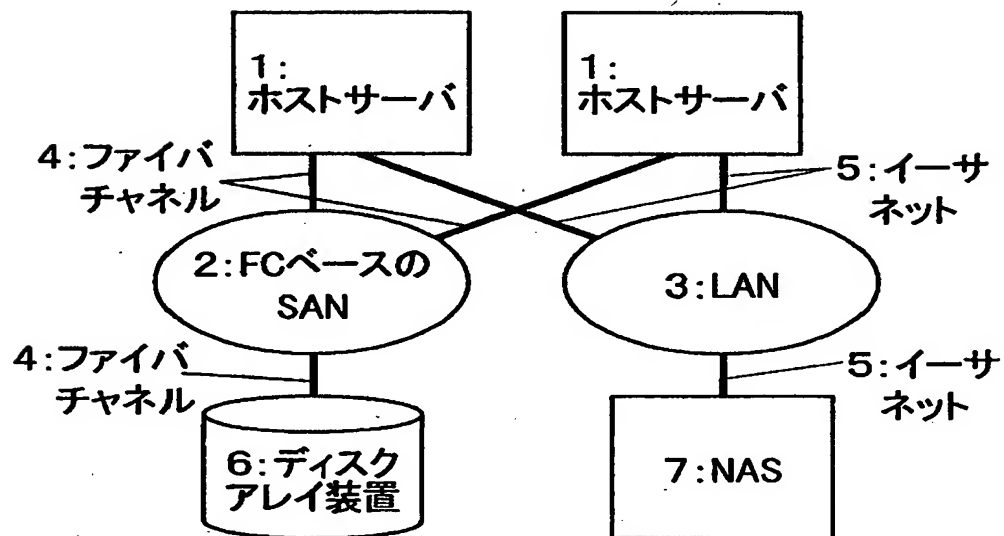 1:
ホストサーバ
1:
ホストサーバ
4:ファイバ
チャネル
5:イーサ
ネット
2:FCベースの
SAN
3:LAN
4:ファイバ
チャネル
5:イーサ
ネット
6:ディスク
アレイ装置
7:NAS